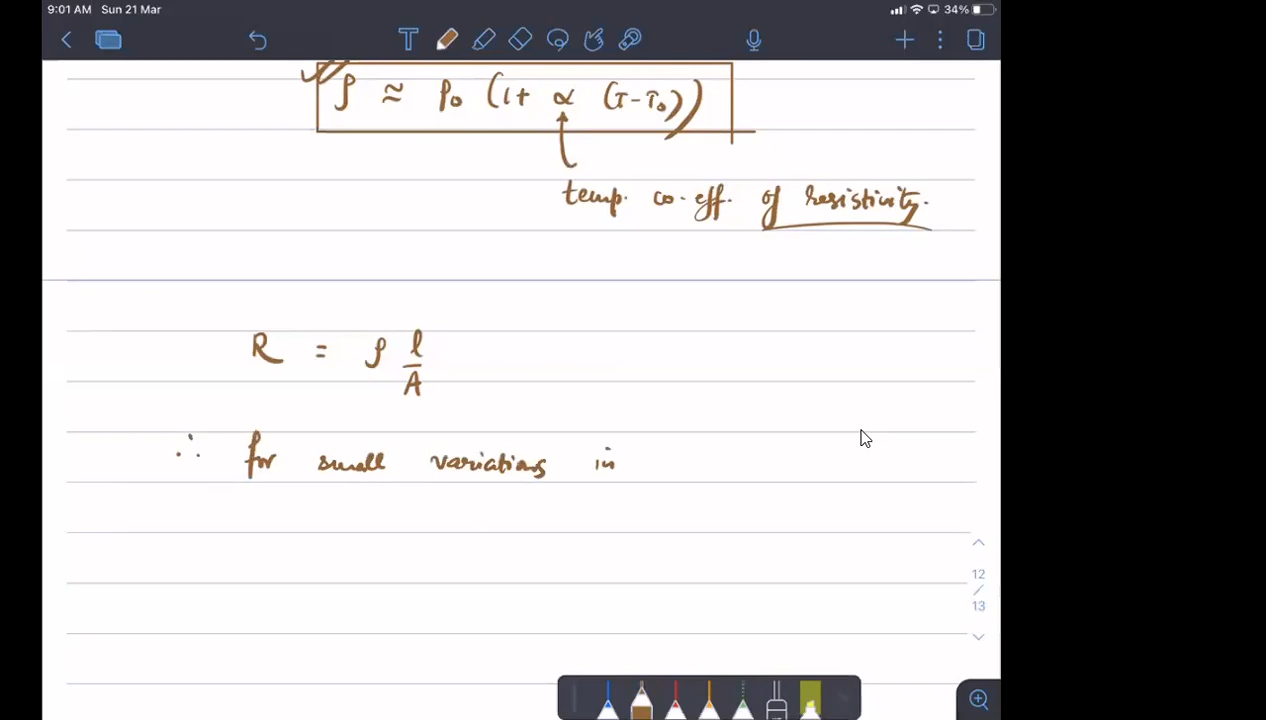 9:01 AM Sun 21 Mar 34%
T
ρ ≈ ρ₀ (1+ α (T-T₀))
temp. co-eff. of resistivity.
R = ρ l/A
∴ for small variations in
12
/
13